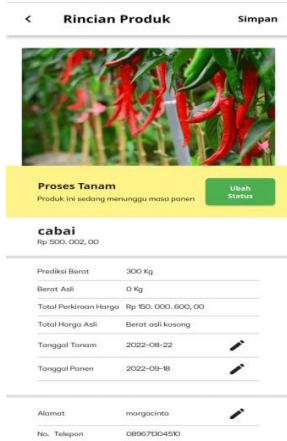 Rincian Produk Simpan
Proses Tanam
Produk ini sedang menunggu masa panen
Ubah
Status
cabai
Rp 500. 002, 00
Prediksi Berat 300 Kg
Berat Asli 0 Kg
Total Perkiraan Harga Rp 150. 000. 600, 00
Total Harga Asli Berat asli kosong
Tanggal Tanam 2022-08-22
Tanggal Panen 2022-09-18
Alamat margacinta
No. Telepon 089671304510